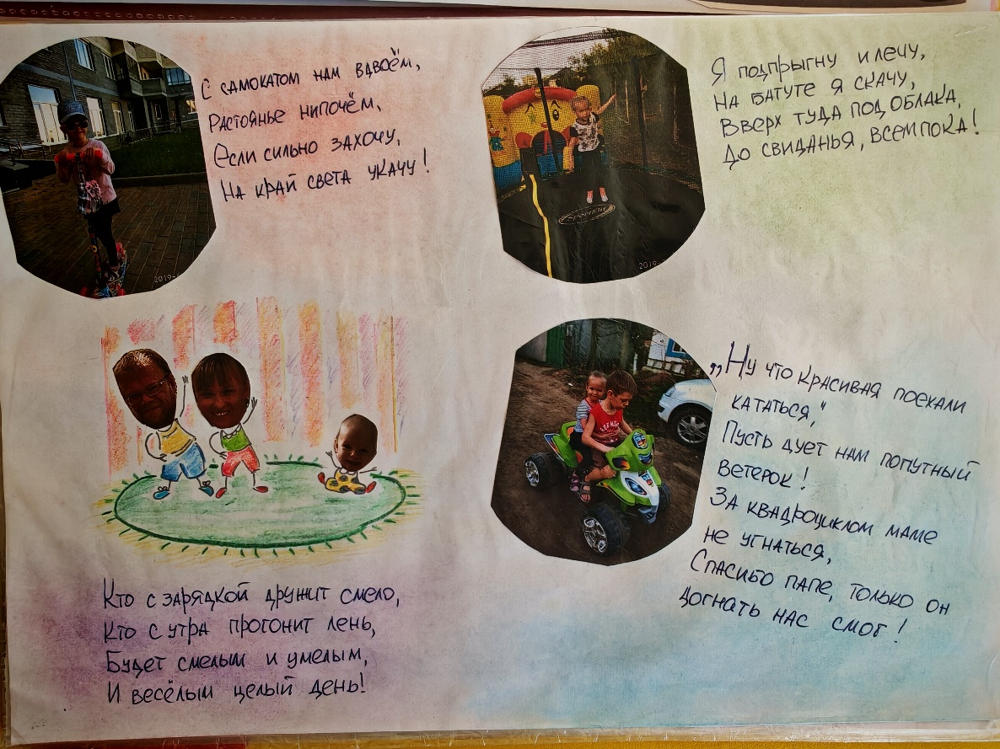 С самокатом нам вдвоём,
Растоянье нипочём,
Если сильно захочу,
На край света укачу!
2019-
Я подпрыгну и лечу,
На батуте я скачу,
Вверх туда под облака,
До свиданья, всем пока!
2019-
„Ну что красивая поехали
кататься,"
Пусть дует нам попутный
ветерок!
За квадроциклом маме
не угнаться,
Спасибо папе, только он
догнать нас смог!
Кто с зарядкой дружит смело,
Кто с утра прогонит лень,
Будет смелым и умелым,
И весёлым целый день!